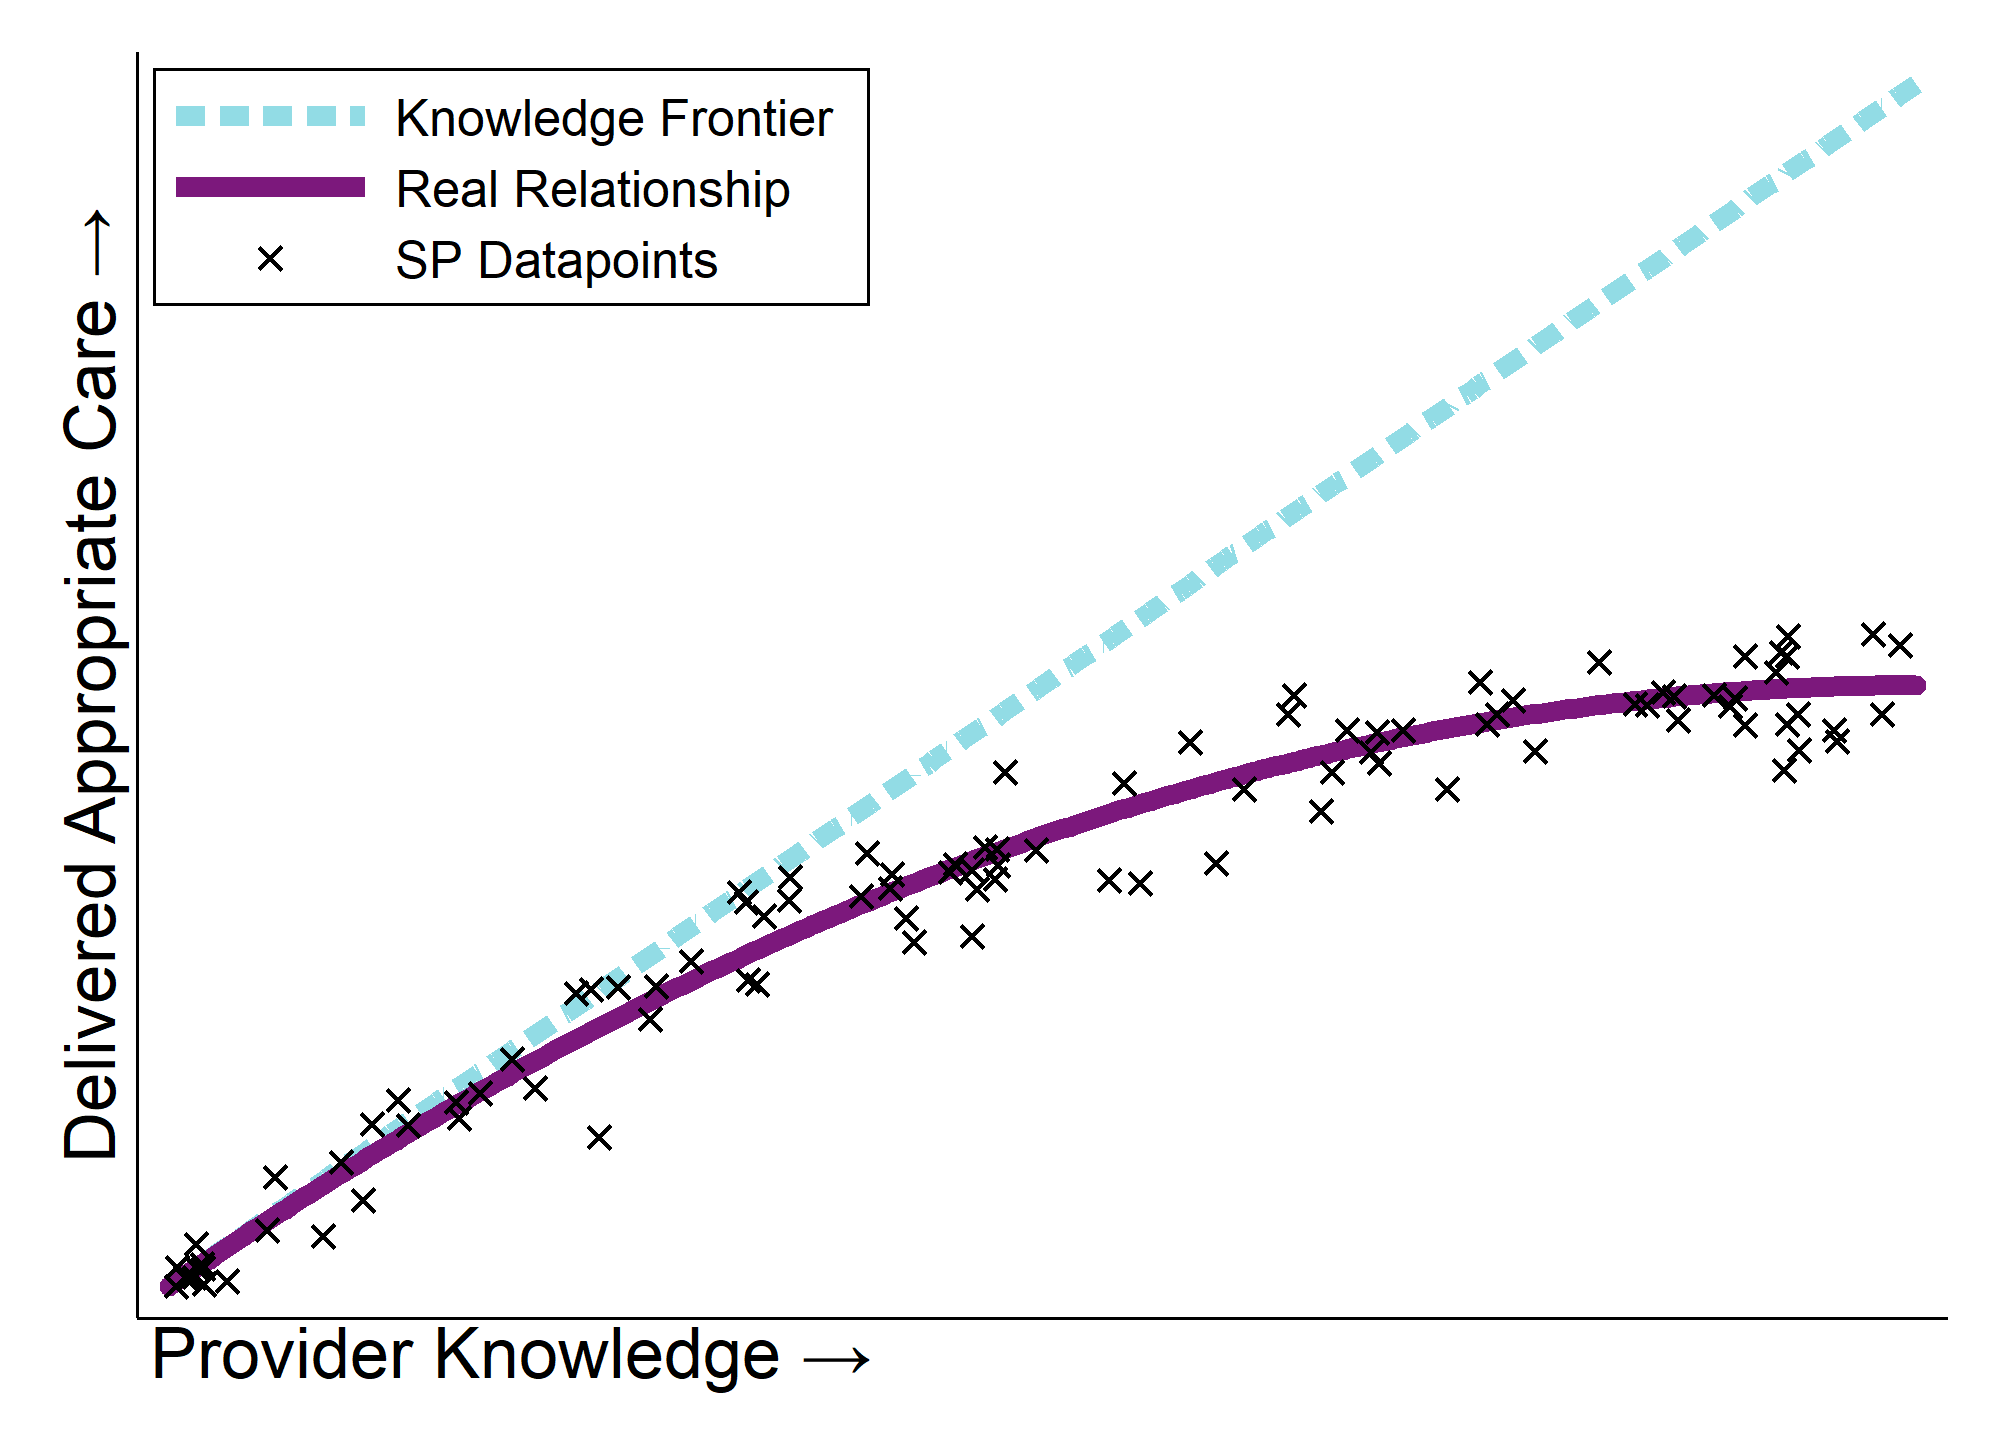 Knowledge Frontier
Real Relationship
SP Datapoints
Delivered Appropriate Care →
Provider Knowledge →